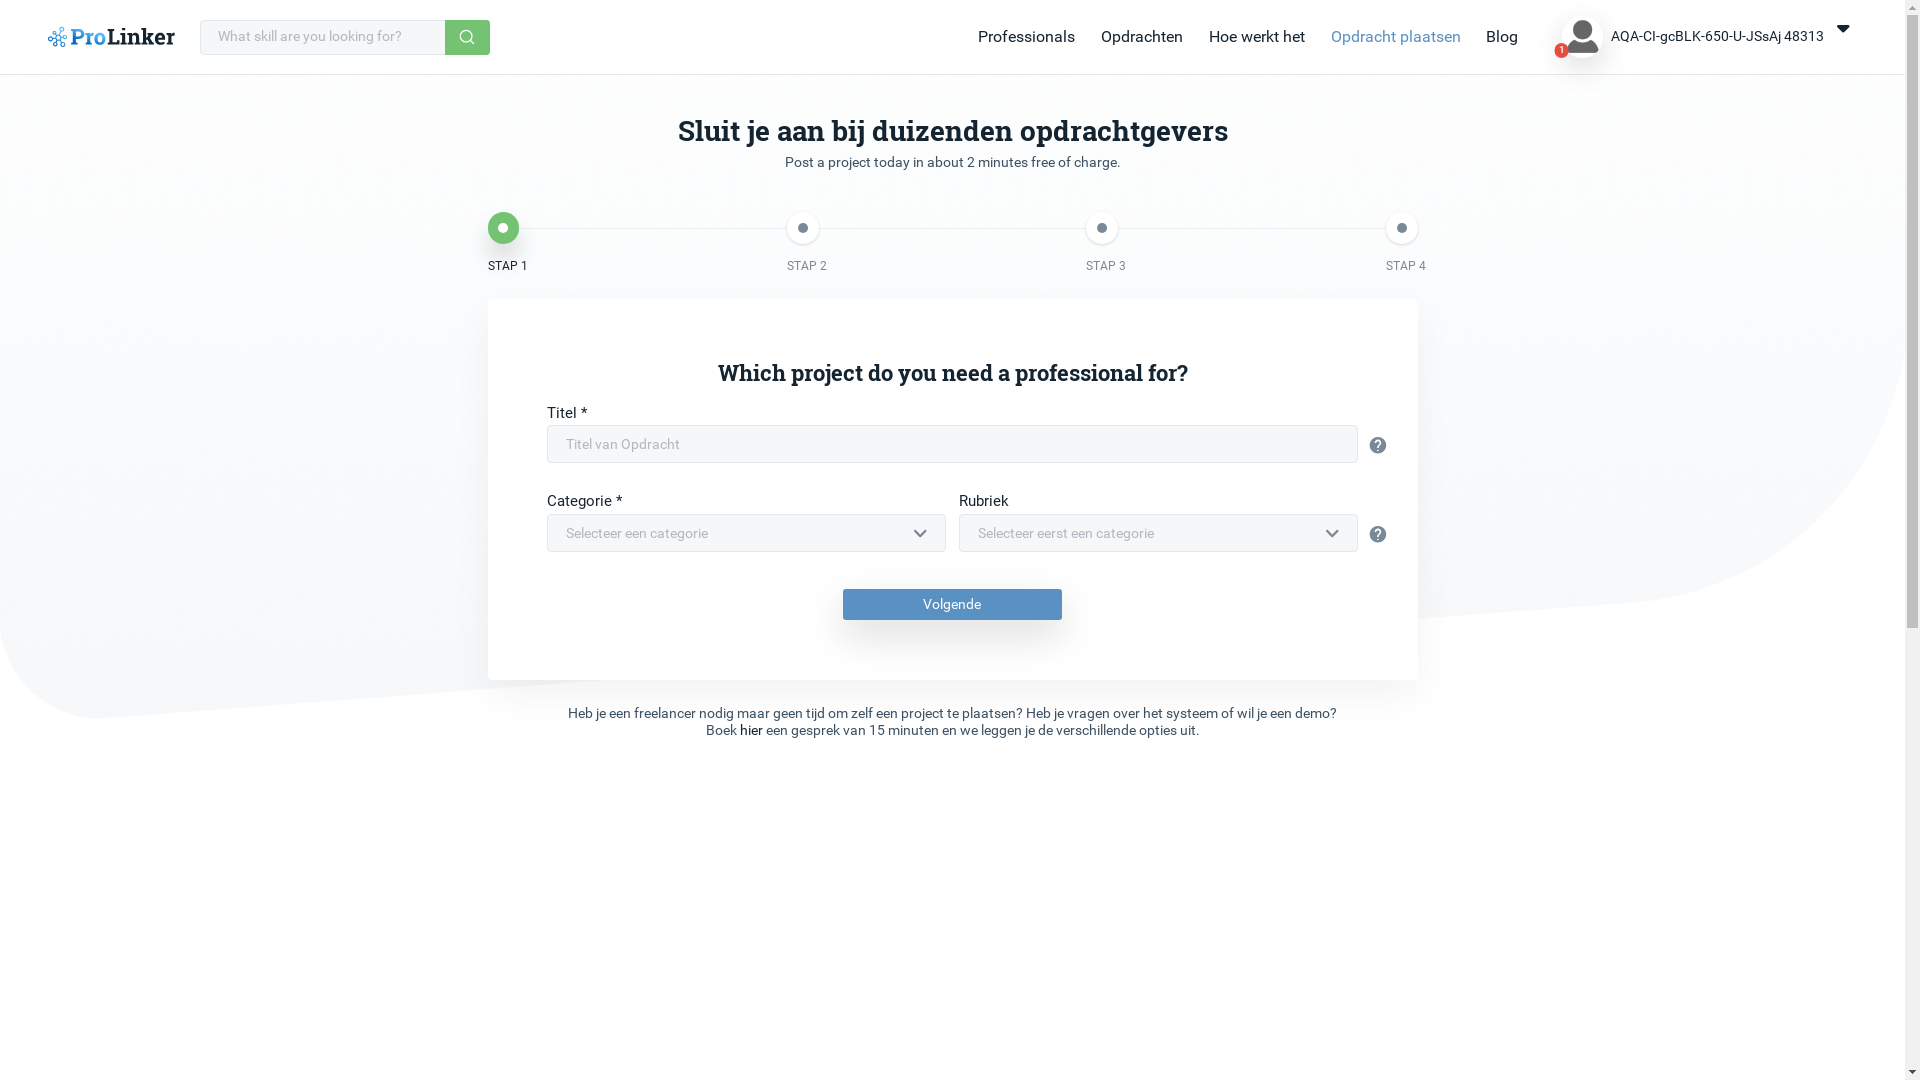 ProLinker
What skill are you looking for?
Professionals
Opdrachten
Hoe werkt het
Opdracht plaatsen
Blog
1
AQA-CI-gcBLK-650-U-JSsAj 48313
Sluit je aan bij duizenden opdrachtgevers
Post a project today in about 2 minutes free of charge.
STAP 1
STAP 2
STAP 3
STAP 4
Which project do you need a professional for?
Titel *
Titel van Opdracht
?
Categorie *
Rubriek
Selecteer een categorie
Selecteer eerst een categorie
?
Volgende
Heb je een freelancer nodig maar geen tijd om zelf een project te plaatsen? Heb je vragen over het systeem of wil je een demo?
Boek hier een gesprek van 15 minuten en we leggen je de verschillende opties uit.